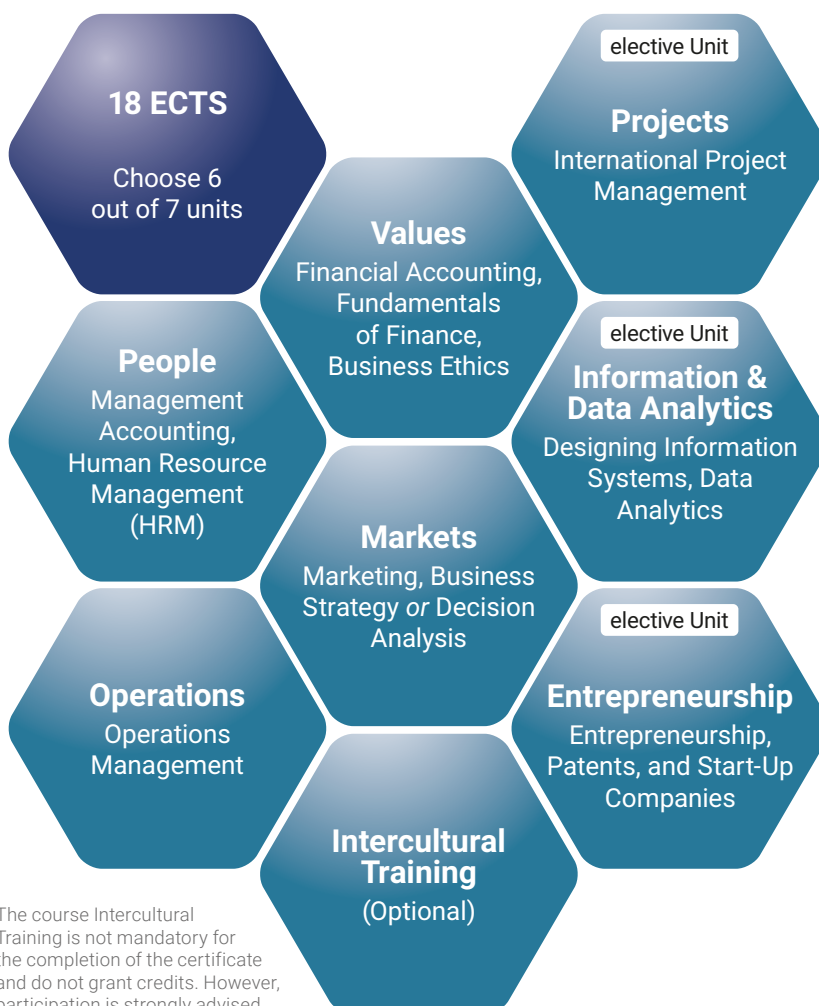 18 ECTS
Choose 6
out of 7 units
elective Unit
Projects
International Project
Management
Values
Financial Accounting,
Fundamentals
of Finance,
Business Ethics
People
Management
Accounting,
Human Resource
Management
(HRM)
elective Unit
Information &
Data Analytics
Designing Information
Systems, Data
Analytics
Markets
Marketing, Business
Strategy or Decision
Analysis
Operations
Operations
Management
elective Unit
Entrepreneurship
Entrepreneurship,
Patents, and Start-Up
Companies
Intercultural
Training
(Optional)
The course Intercultural
Training is not mandatory for
the completion of the certificate
and do not grant credits. However,
participation is strongly advised